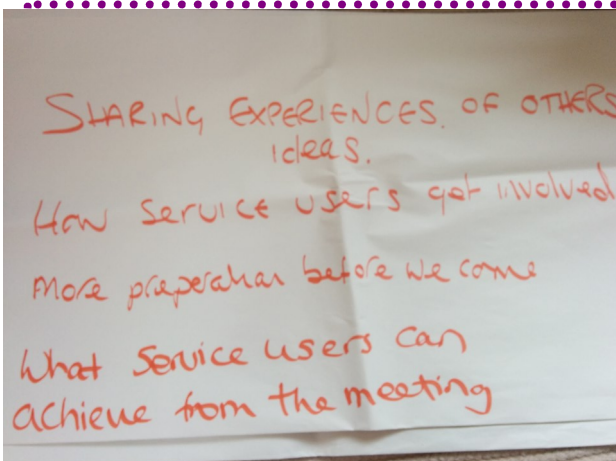 SHARING EXPERIENCES. OF OTHERS
ideas.
How Service users get involved
More preperation before we come
What Service users can
achieve from the meeting